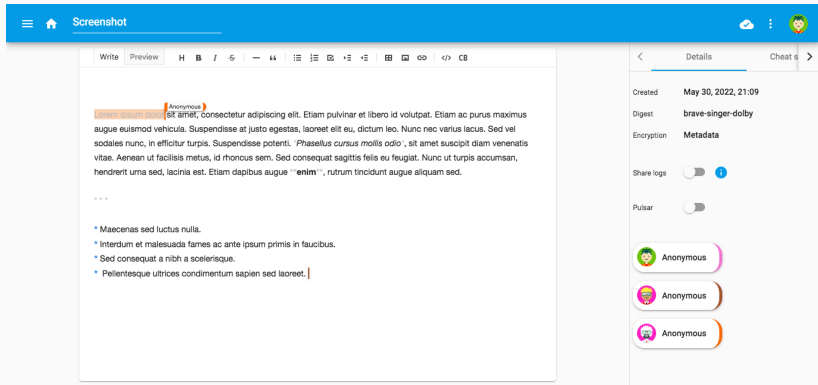 Screenshot
Write Preview H B I S — “ </> CB
Details Cheat s
Anonymous
Lorem ipsum dolor sit amet, consectetur adipiscing elit. Etiam pulvinar et libero id volutpat. Etiam ac purus maximus
augue euismod vehicula. Suspendisse at justo egestas, laoreet elit eu, dictum leo. Nunc nec varius lacus. Sed vel
sodales nunc, in efficitur turpis. Suspendisse potenti. *Phasellus cursus mollis odio*, sit amet suscipit diam venenatis
vitae. Aenean ut facilisis metus, id rhoncus sem. Sed consequat sagittis felis eu feugiat. Nunc ut turpis accumsan,
hendrerit urna sed, lacinia est. Etiam dapibus augue **enim**, rutrum tincidunt augue aliquam sed.
* * *
* Maecenas sed luctus nulla.
* Interdum et malesuada fames ac ante ipsum primis in faucibus.
* Sed consequat a nibh a scelerisque.
* Pellentesque ultrices condimentum sapien sed laoreet.
Created May 30, 2022, 21:09
Digest brave-singer-dolby
Encryption Metadata
Share logs
Pulsar
Anonymous
Anonymous
Anonymous